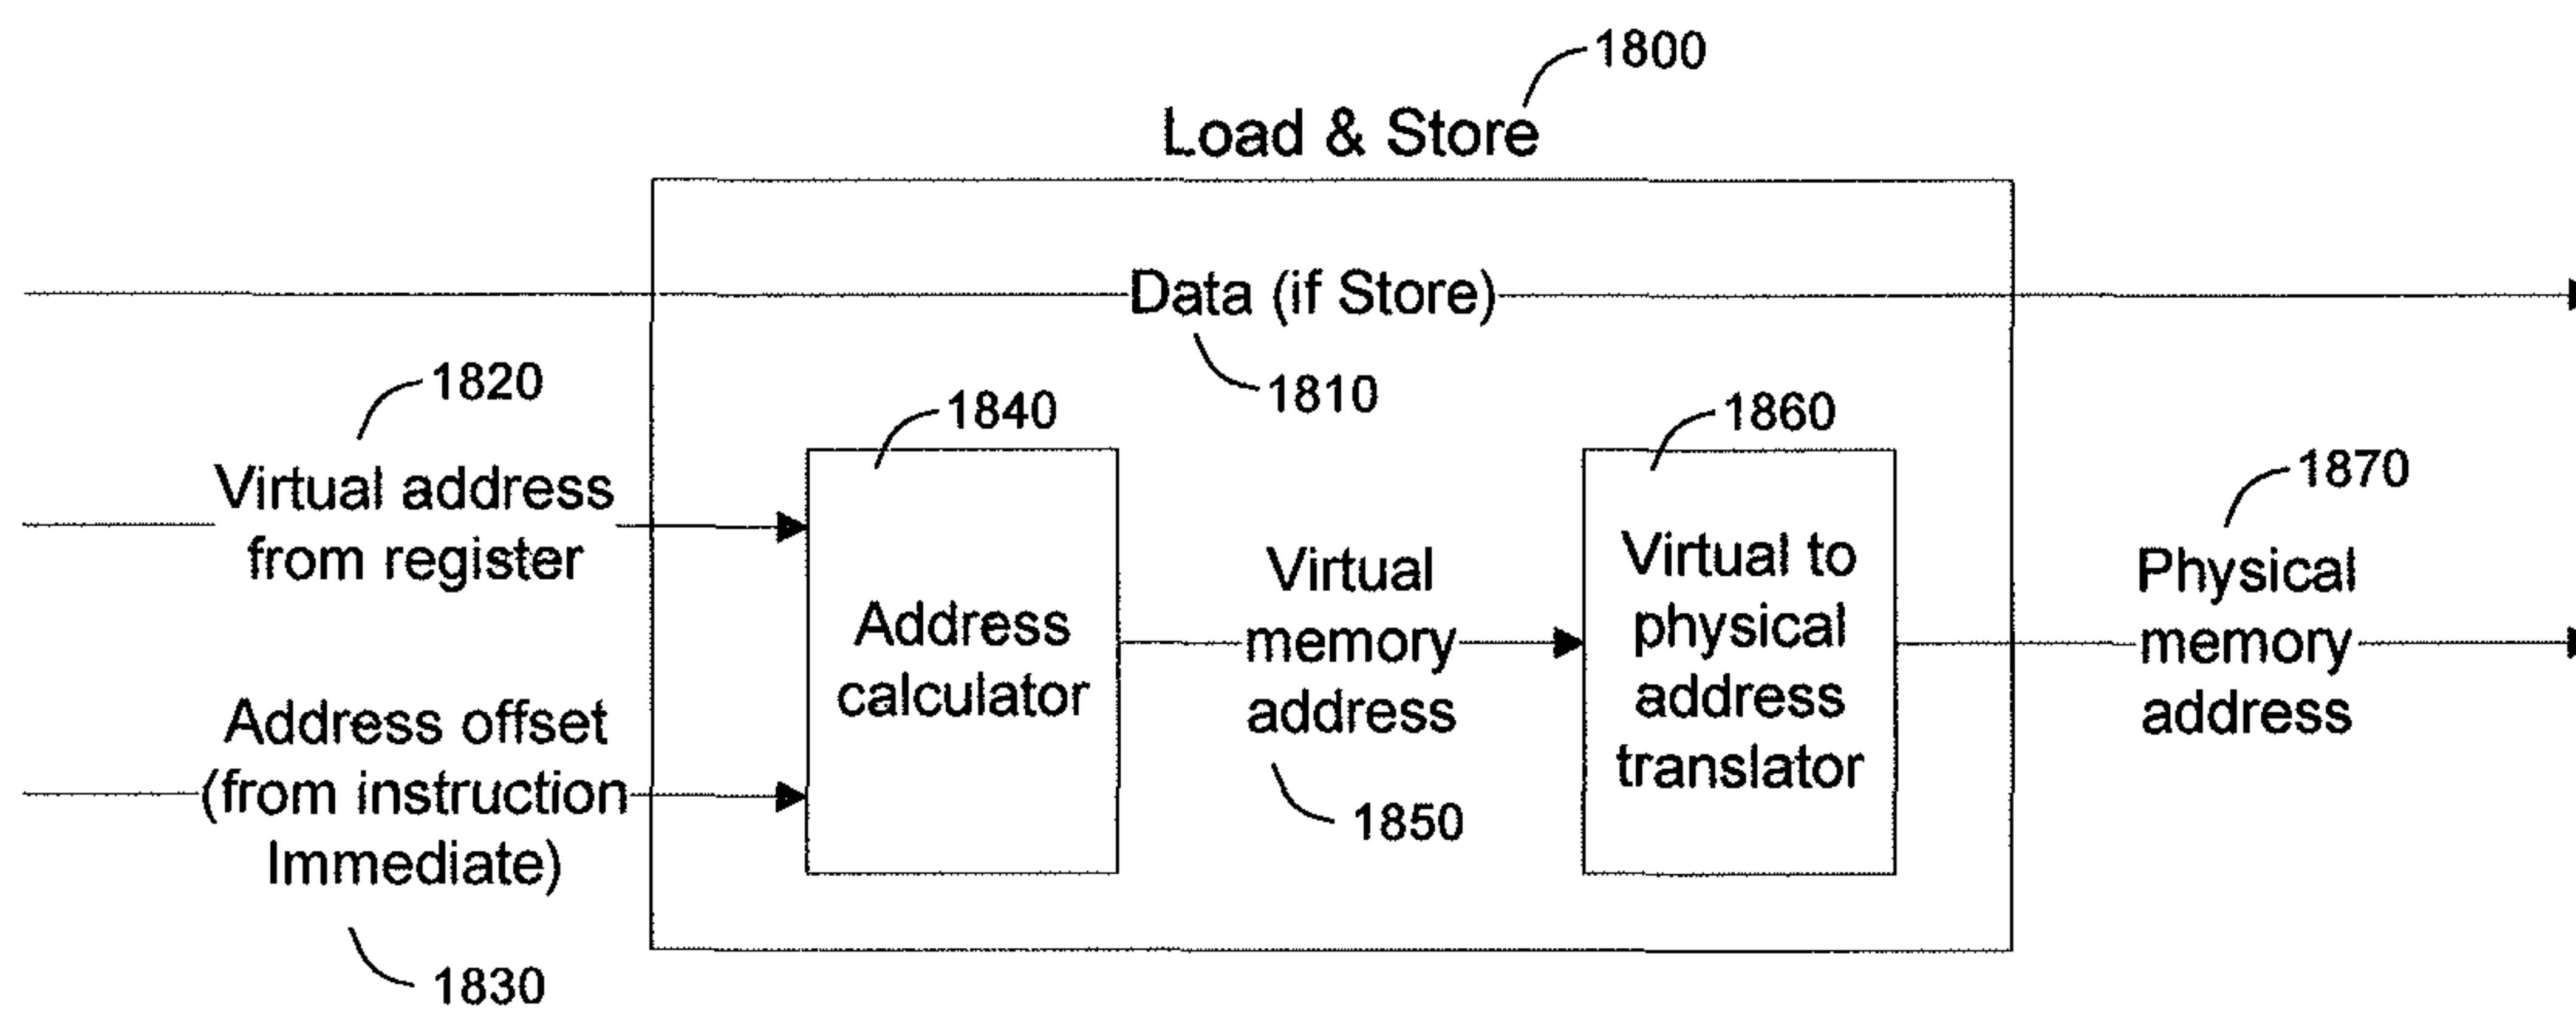 1800
Load & Store
Data (if Store)
1810
1820
Virtual address
from register
1840
Address
calculator
1860
Virtual to
physical
address
translator
1870
Physical
memory
address
Virtual
memory
address
1850
Address offset
(from instruction
Immediate)
1830